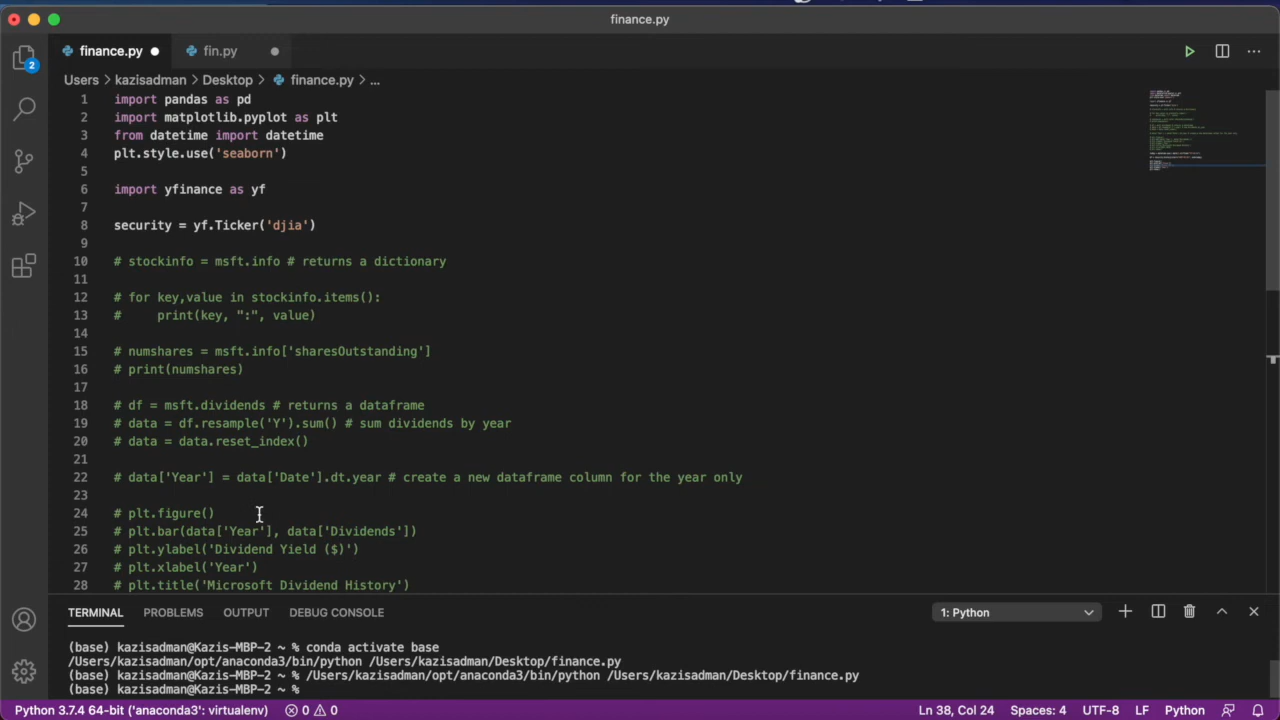 finance.py
finance.py
fin.py
2
Users > kazisadman > Desktop > finance.py > ...
1 import pandas as pd
2 import matplotlib.pyplot as plt
3 from datetime import datetime
4 plt.style.use('seaborn')
5
6 import yfinance as yf
7
8 security = yf.Ticker('djia')
9
10 # stockinfo = msft.info # returns a dictionary
11
12 # for key,value in stockinfo.items():
13 #     print(key, ":", value)
14
15 # numshares = msft.info['sharesOutstanding']
16 # print(numshares)
17
18 # df = msft.dividends # returns a dataframe
19 # data = df.resample('Y').sum() # sum dividends by year
20 # data = data.reset_index()
21
22 # data['Year'] = data['Date'].dt.year # create a new dataframe column for the year only
23
24 # plt.figure()
25 # plt.bar(data['Year'], data['Dividends'])
26 # plt.ylabel('Dividend Yield ($)')
27 # plt.xlabel('Year')
28 # plt.title('Microsoft Dividend History')
TERMINAL PROBLEMS OUTPUT DEBUG CONSOLE 1: Python
(base) kazisadman@Kazis-MBP-2 ~ % conda activate base
/Users/kazisadman/opt/anaconda3/bin/python /Users/kazisadman/Desktop/finance.py
(base) kazisadman@Kazis-MBP-2 ~ % /Users/kazisadman/opt/anaconda3/bin/python /Users/kazisadman/Desktop/finance.py
(base) kazisadman@Kazis-MBP-2 ~ %
Python 3.7.4 64-bit ('anaconda3': virtualenv) 0 0 Ln 38, Col 24 Spaces: 4 UTF-8 LF Python